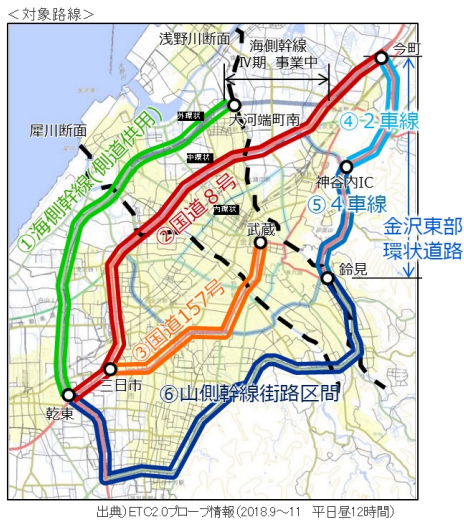 ＜対象路線＞
浅野川断面
海側幹線
Ⅳ期 事業中
今町
外環状
大河端町南
④２車線
犀川断面
①海側幹線(側道供用)
中環状
神谷内IC
②国道８号
内環状
⑤４車線
武蔵
金沢東部
環状道路
鈴見
③国道157号
三日市
⑥山側幹線街路区間
乾東
出典）ETC2.0プローブ情報（2018.9～11　平日昼12時間）